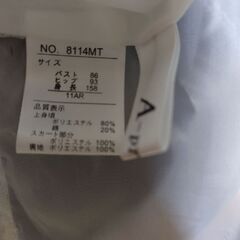 NO. 8114MT
サイズ
バスト 86
ヒップ 93
身長 158
11AR
品質表示
上身頃
ポリエステル 80%
綿 20%
スカート部分
ポリエステル 100%
裏地 ポリエステル 100%